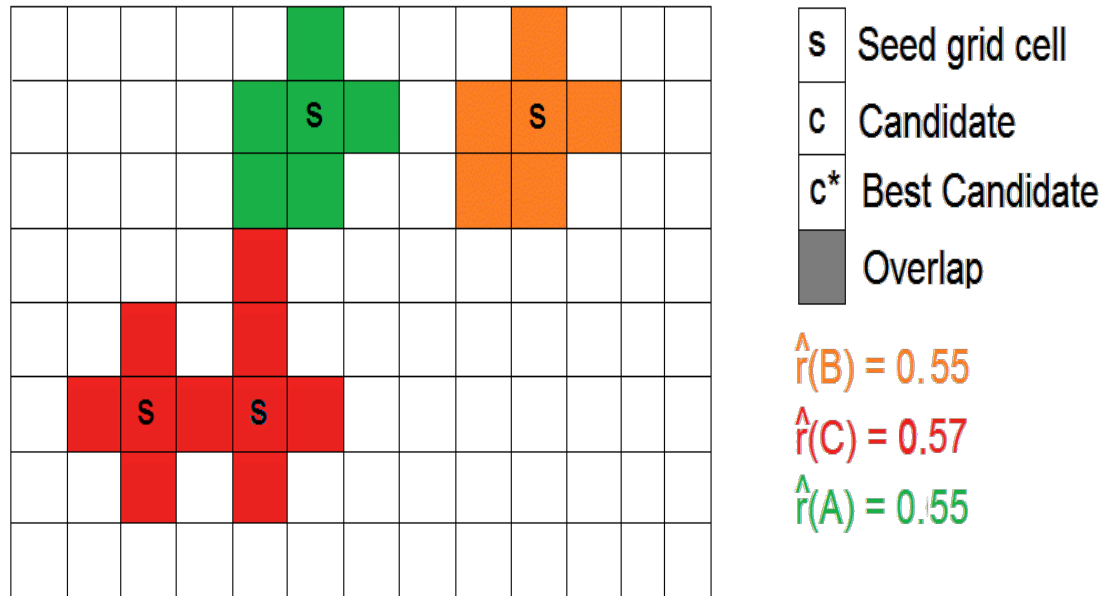 S
S
S
S
S Seed grid cell
C Candidate
C* Best Candidate
Overlap
r̂(B) = 0.55
r̂(C) = 0.57
r̂(A) = 0.55